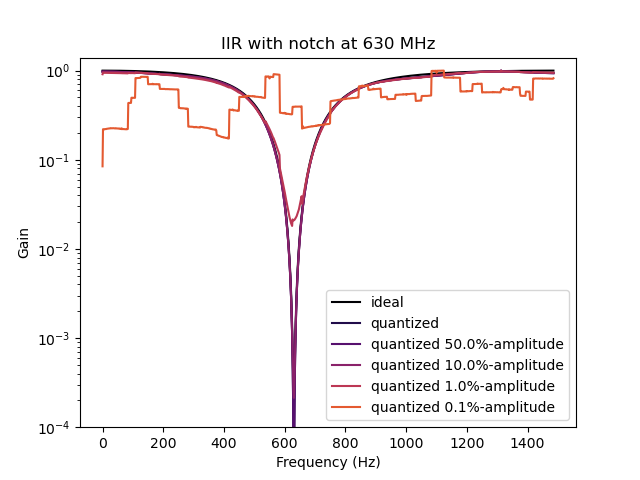 IIR with notch at 630 MHz
Gain
10^0
10^-1
10^-2
10^-3
10^-4
ideal
quantized
quantized 50.0%-amplitude
quantized 10.0%-amplitude
quantized 1.0%-amplitude
quantized 0.1%-amplitude
0 200 400 600 800 1000 1200 1400
Frequency (Hz)